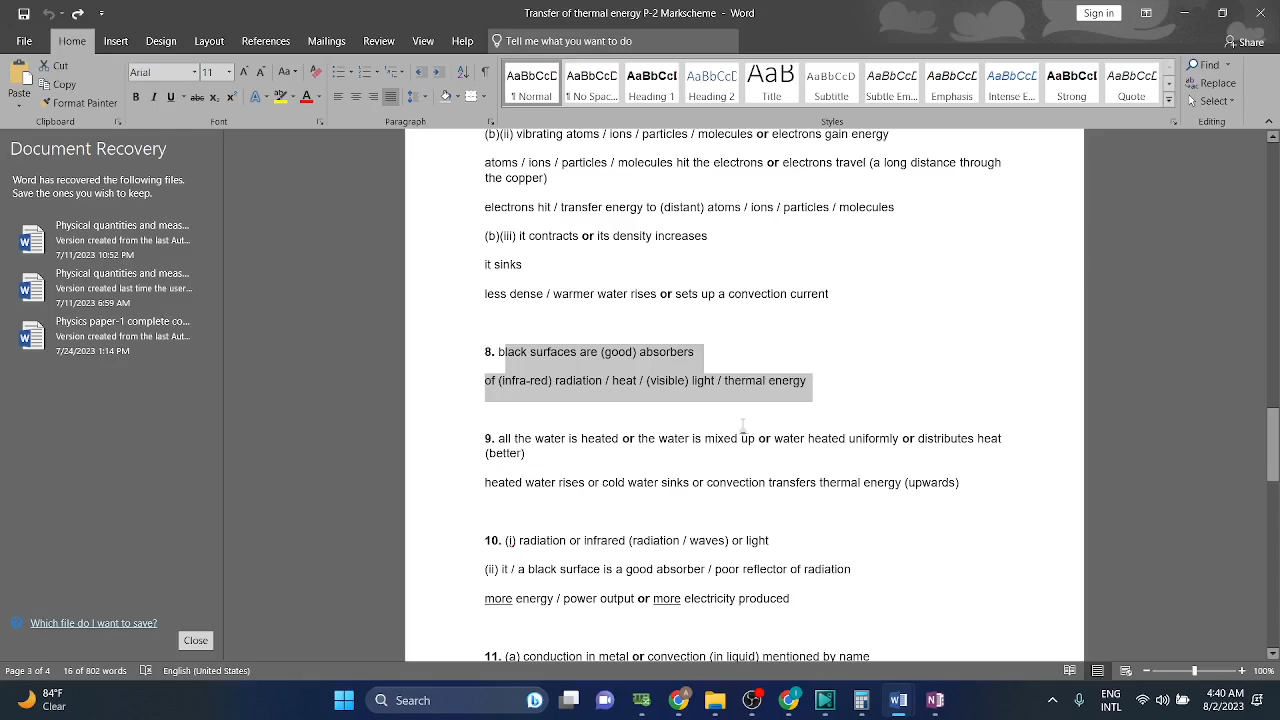 Transfer of thermal energy P-2 Markscheme - Word
Sign in
File Home Insert Design Layout References Mailings Review View Help Tell me what you want to do Share
Paste Cut Copy Format Painter
Clipboard
Arial 11
Font
Paragraph
AaBbCcD ¶ Normal
AaBbCcD ¶ No Spac...
AaBbCcI Heading 1
AaBbCcD Heading 2
AaB Title
AaBbCcD Subtitle
AaBbCcL Subtle Em...
AaBbCcL Emphasis
AaBbCcL Intense E...
AaBbCcI Strong
AaBbCcL Quote
Styles
Find
Replace
Select
Editing
Document Recovery
Word has recovered the following files.
Save the ones you wish to keep.
Physical quantities and meas...
Version created from the last Aut...
7/11/2023 10:52 PM
Physical quantities and meas...
Version created last time the user...
7/11/2023 6:59 AM
Physics paper-1 complete co...
Version created from the last Aut...
7/24/2023 1:14 PM
Which file do I want to save?
Close
(b)(ii) vibrating atoms / ions / particles / molecules or electrons gain energy
atoms / ions / particles / molecules hit the electrons or electrons travel (a long distance through
the copper)
electrons hit / transfer energy to (distant) atoms / ions / particles / molecules
(b)(iii) it contracts or its density increases
it sinks
less dense / warmer water rises or sets up a convection current
8. black surfaces are (good) absorbers
of (infra-red) radiation / heat / (visible) light / thermal energy
9. all the water is heated or the water is mixed up or water heated uniformly or distributes heat
(better)
heated water rises or cold water sinks or convection transfers thermal energy (upwards)
10. (i) radiation or infrared (radiation / waves) or light
(ii) it / a black surface is a good absorber / poor reflector of radiation
more energy / power output or more electricity produced
11. (a) conduction in metal or convection (in liquid) mentioned by name
Page 3 of 4 16 of 802 words English (United States) 100%
84°F
Clear
Search
ENG
INTL
4:40 AM
8/2/2023